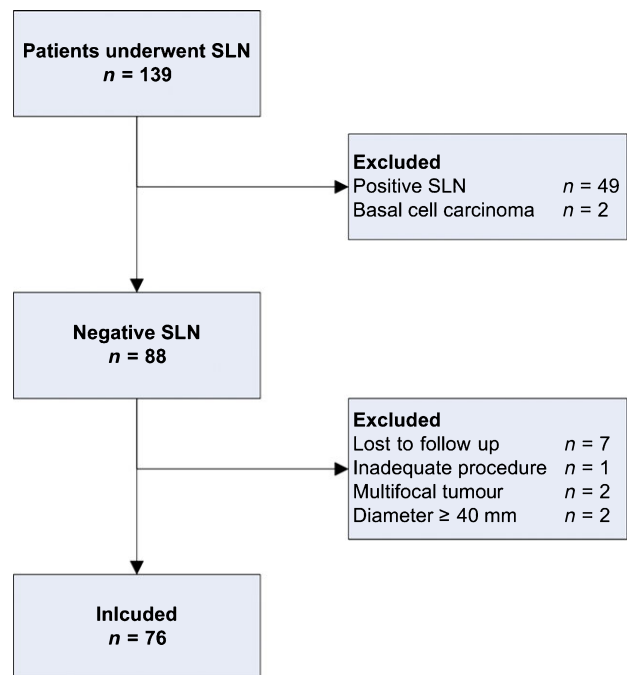 Patients underwent SLN
n = 139
Excluded
Positive SLN n = 49
Basal cell carcinoma n = 2
Negative SLN
n = 88
Excluded
Lost to follow up n = 7
Inadequate procedure n = 1
Multifocal tumour n = 2
Diameter ≥ 40 mm n = 2
Inlcuded
n = 76